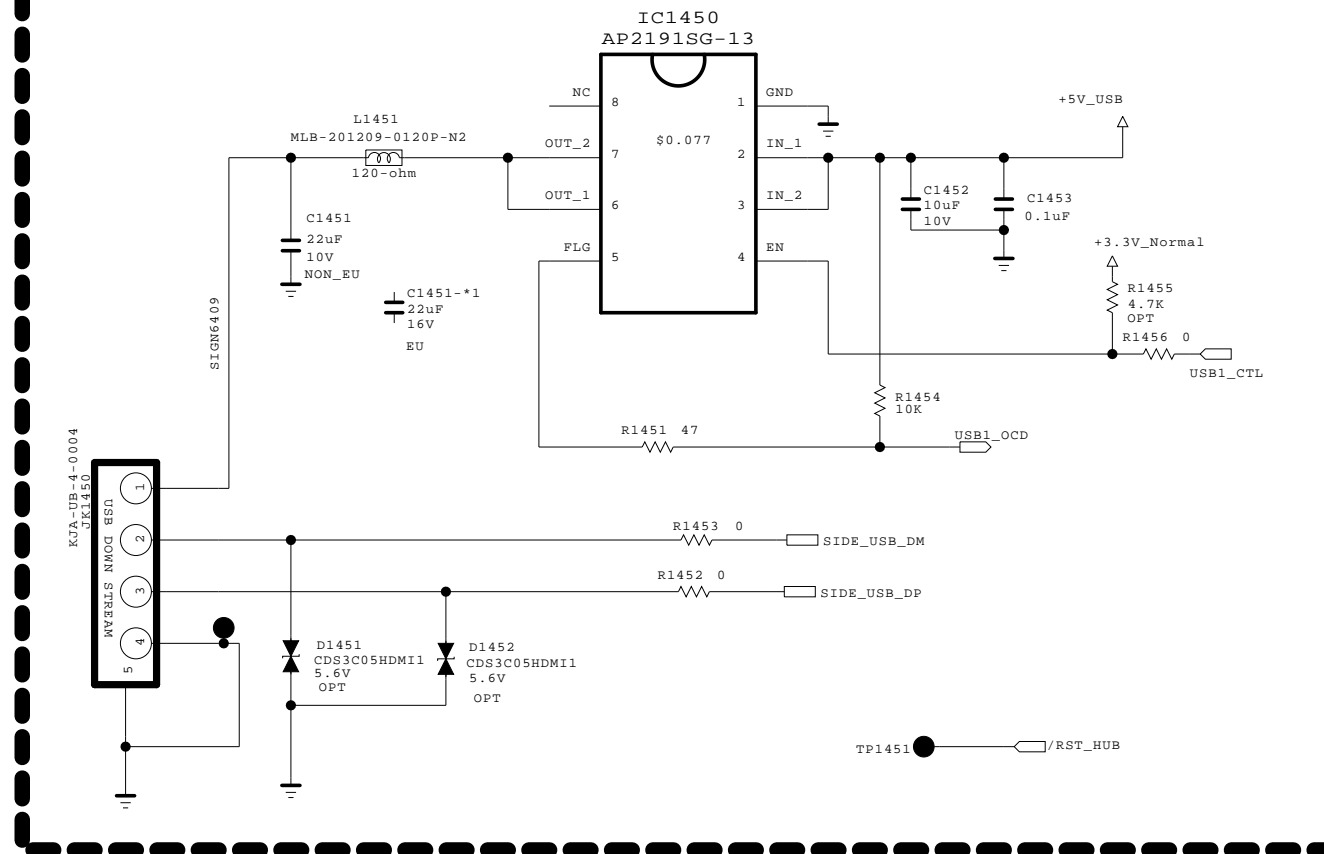 IC1450
AP2191SG-13
NC
8
1
GND
$0.077
OUT_2
7
2
IN_1
OUT_1
6
3
IN_2
FLG
5
4
EN
+5V_USB
L1451
MLB-201209-0120P-N2
120-ohm
C1451
22uF
10V
NON_EU
C1451-*1
22uF
16V
EU
SIGN6409
C1452
10uF
10V
C1453
0.1uF
+3.3V_Normal
R1455
4.7K
OPT
R1456 0
USB1_CTL
R1454
10K
R1451 47
USB1_OCD
KJA-UB-4-0004
JK1450
USB DOWN STREAM
1
2
3
4
5
R1453 0
SIDE_USB_DM
R1452 0
SIDE_USB_DP
D1451
CDS3C05HDMI1
5.6V
OPT
D1452
CDS3C05HDMI1
5.6V
OPT
TP1451
/RST_HUB